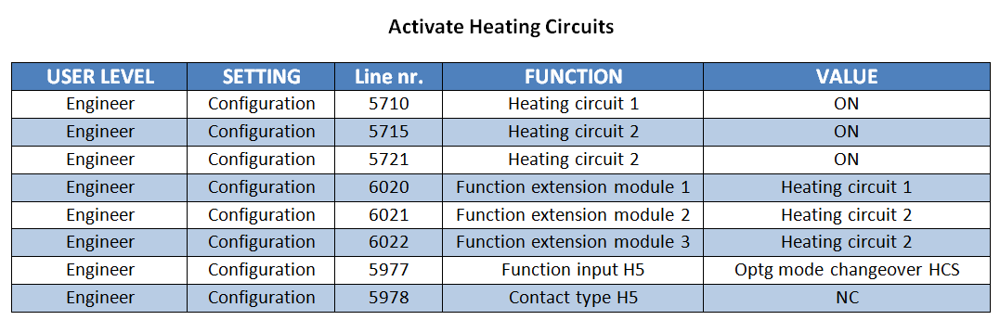 Activate Heating Circuits
USER LEVEL SETTING Line nr. FUNCTION VALUE
Engineer Configuration 5710 Heating circuit 1 ON
Engineer Configuration 5715 Heating circuit 2 ON
Engineer Configuration 5721 Heating circuit 2 ON
Engineer Configuration 6020 Function extension module 1 Heating circuit 1
Engineer Configuration 6021 Function extension module 2 Heating circuit 2
Engineer Configuration 6022 Function extension module 3 Heating circuit 2
Engineer Configuration 5977 Function input H5 Optg mode changeover HCS
Engineer Configuration 5978 Contact type H5 NC